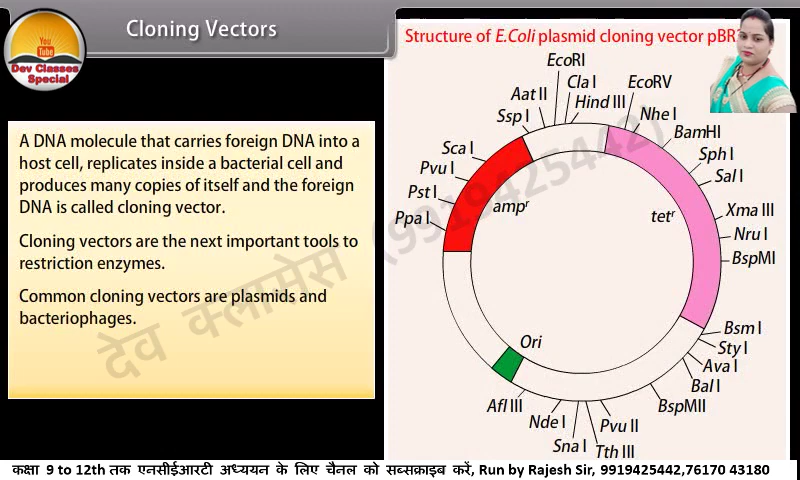 Cloning Vectors
You
Tube
Dev Classes
Special
A DNA molecule that carries foreign DNA into a
host cell, replicates inside a bacterial cell and
produces many copies of itself and the foreign
DNA is called cloning vector.
Cloning vectors are the next important tools to
restriction enzymes.
Common cloning vectors are plasmids and
bacteriophages.
Structure of E.Coli plasmid cloning vector pBR
EcoRI
Cla I
Hind III
EcoRV
Nhe I
BamHI
Sph I
Sal I
Xma III
Nru I
BspMI
Bsm I
Sty I
Ava I
Bal I
BspMII
Pvu II
Tth III
Sna I
Nde I
Afl III
Ppa I
Pst I
Pvu I
Sca I
Ssp I
Aat II
ampʳ
tetʳ
Ori
देव क्लासेस (9919425442)
कक्षा 9 to 12th तक एनसीईआरटी अध्ययन के लिए चैनल को सब्सक्राइब करें, Run by Rajesh Sir, 9919425442,76170 43180